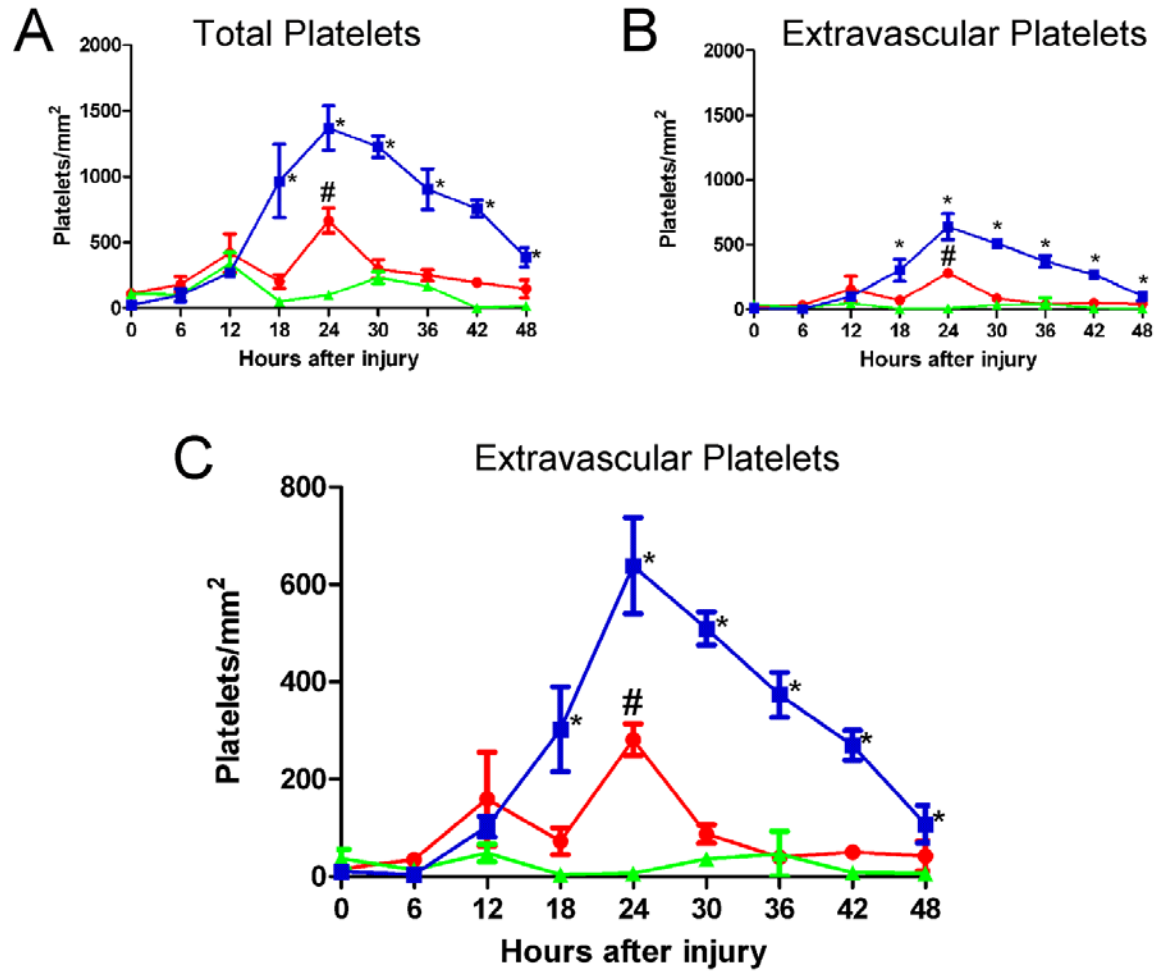 A
Total Platelets
2000
1500
1000
500
0
Platelets/mm²
* * * * * *
#
0 6 12 18 24 30 36 42 48
Hours after injury
B
Extravascular Platelets
2000
1500
1000
500
0
Platelets/mm²
* * * * * *
#
0 6 12 18 24 30 36 42 48
Hours after injury
C
Extravascular Platelets
800
600
400
200
0
Platelets/mm²
* * * * * *
#
0 6 12 18 24 30 36 42 48
Hours after injury